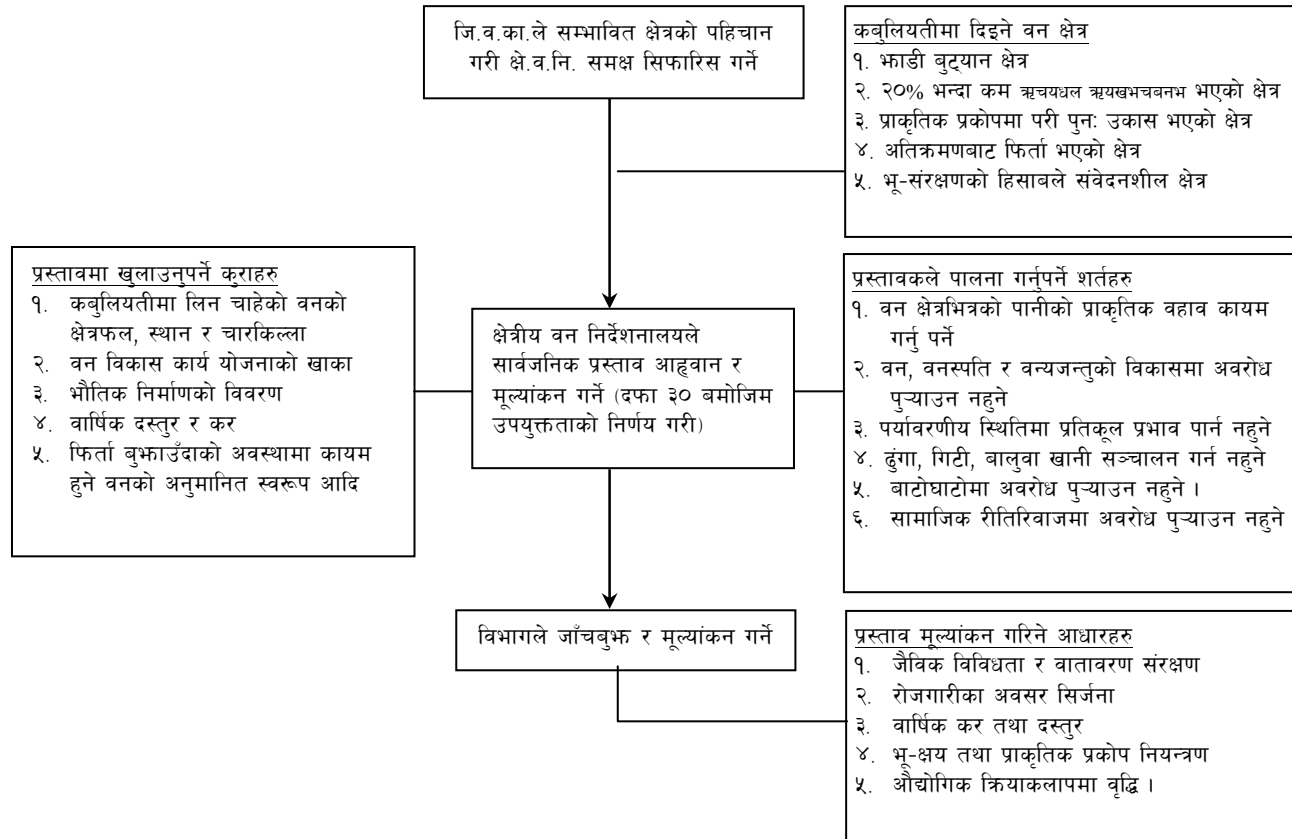 जि.व.का.ले सम्भावित क्षेत्रको पहिचान
गरी क्षे.व.नि. समक्ष सिफारिस गर्ने
कबुलियतीमा दिइने वन क्षेत्र
१. झाडी बुट्यान क्षेत्र
२. २०% भन्दा कम ऋचयधल ऋयखभचबनभ भएको क्षेत्र
३. प्राकृतिक प्रकोपमा परी पुनः उकास भएको क्षेत्र
४. अतिक्रमणबाट फिर्ता भएको क्षेत्र
५. भू-संरक्षणको हिसाबले संवेदनशील क्षेत्र
प्रस्तावमा खुलाउनुपर्ने कुराहरु
१. कबुलियतीमा लिन चाहेको वनको
क्षेत्रफल, स्थान र चारकिल्ला
२. वन विकास कार्य योजनाको खाका
३. भौतिक निर्माणको विवरण
४. वार्षिक दस्तुर र कर
५. फिर्ता बुझाउँदाको अवस्थामा कायम
हुने वनको अनुमानित स्वरूप आदि
क्षेत्रीय वन निर्देशनालयले
सार्वजनिक प्रस्ताव आह्वान र
मूल्यांकन गर्ने (दफा ३० बमोजिम
उपयुक्तताको निर्णय गरी)
प्रस्तावकले पालना गर्नुपर्ने शर्तहरु
१. वन क्षेत्रभित्रको पानीको प्राकृतिक वहाव कायम
गर्नु पर्ने
२. वन, वनस्पति र वन्यजन्तुको विकासमा अवरोध
पुऱ्याउन नहुने
३. पर्यावरणीय स्थितिमा प्रतिकूल प्रभाव पार्न नहुने
४. ढुंगा, गिटी, बालुवा खानी सञ्चालन गर्न नहुने
५. बाटोघाटोमा अवरोध पुऱ्याउन नहुने ।
६. सामाजिक रीतिरिवाजमा अवरोध पुऱ्याउन नहुने
विभागले जाँचबुझ र मूल्यांकन गर्ने
प्रस्ताव मूल्यांकन गरिने आधारहरु
१. जैविक विविधता र वातावरण संरक्षण
२. रोजगारीका अवसर सिर्जना
३. वार्षिक कर तथा दस्तुर
४. भू-क्षय तथा प्राकृतिक प्रकोप नियन्त्रण
५. औद्योगिक क्रियाकलापमा वृद्धि ।